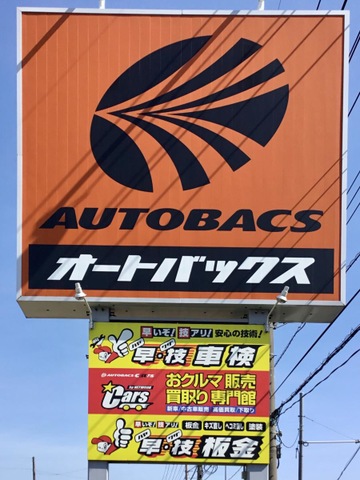 AUTOBACS
オートバックス
早いぞ！技アリ！安心の技術！
早・技車検
AUTOBACS CARS
Cars
おクルマ販売
買取り専門館
新車/中古車販売 高価買取/下取り
早いぞ！技アリ！ 板金 キズ直し ヘコミ直し 塗装
早・技板金